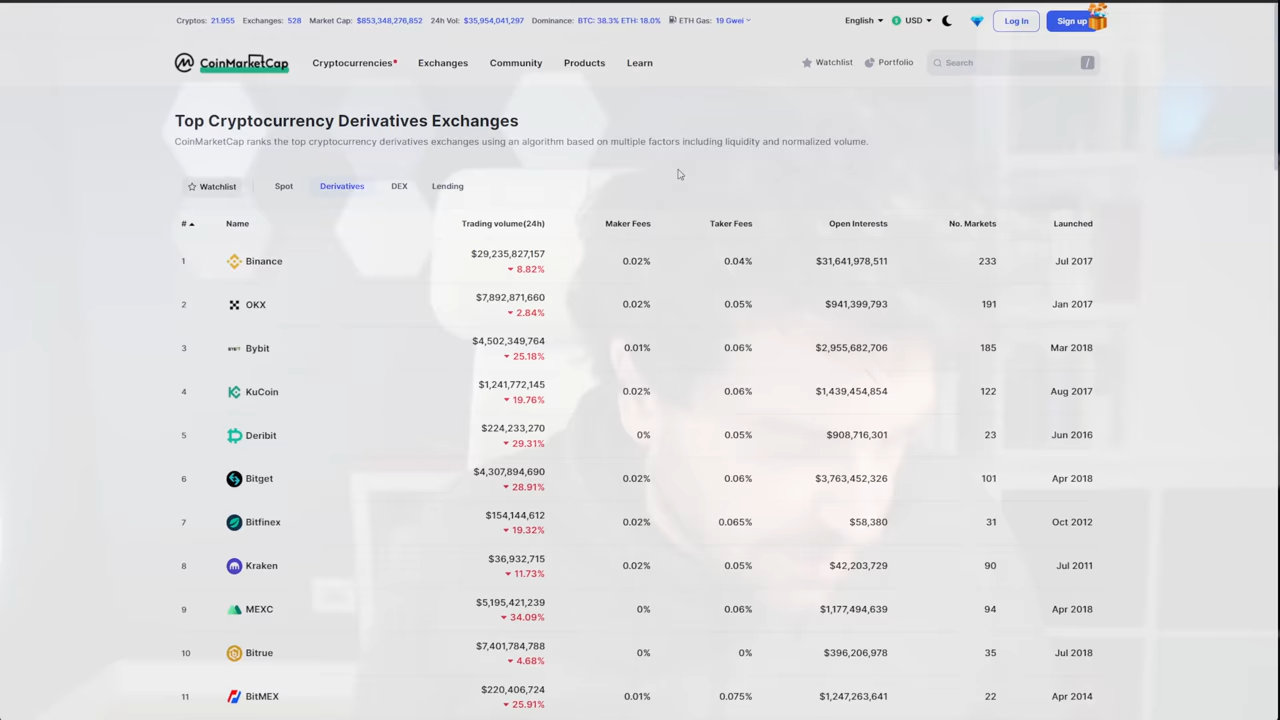 Cryptos: 21.955 Exchanges: 528 Market Cap: $853,348,276,852 24h Vol: $35,954,041,297 Dominance: BTC: 38.3% ETH: 18.0% ETH Gas: 19 Gwei English USD Log In Sign up
CoinMarketCap Cryptocurrencies Exchanges Community Products Learn Watchlist Portfolio Search /
Top Cryptocurrency Derivatives Exchanges
CoinMarketCap ranks the top cryptocurrency derivatives exchanges using an algorithm based on multiple factors including liquidity and normalized volume.
Watchlist Spot Derivatives DEX Lending
# Name Trading volume(24h) Maker Fees Taker Fees Open Interests No. Markets Launched
1 Binance $29,235,827,157 0.02% 0.04% $31,641,978,511 233 Jul 2017
8.82%
2 OKX $7,892,871,660 0.02% 0.05% $941,399,793 191 Jan 2017
2.84%
3 Bybit $4,502,349,764 0.01% 0.06% $2,955,682,706 185 Mar 2018
25.18%
4 KuCoin $1,241,772,145 0.02% 0.06% $1,439,454,854 122 Aug 2017
19.76%
5 Deribit $224,233,270 0% 0.05% $908,716,301 23 Jun 2016
29.31%
6 Bitget $4,307,894,690 0.02% 0.06% $3,763,452,326 101 Apr 2018
28.91%
7 Bitfinex $154,144,612 0.02% 0.065% $58,380 31 Oct 2012
19.32%
8 Kraken $36,932,715 0.02% 0.05% $42,203,729 90 Jul 2011
11.73%
9 MEXC $5,195,421,239 0% 0.06% $1,177,494,639 94 Apr 2018
34.09%
10 Bitrue $7,401,784,788 0% 0% $396,206,978 35 Jul 2018
4.68%
11 BitMEX $220,406,724 0.01% 0.075% $1,247,263,641 22 Apr 2014
25.91%